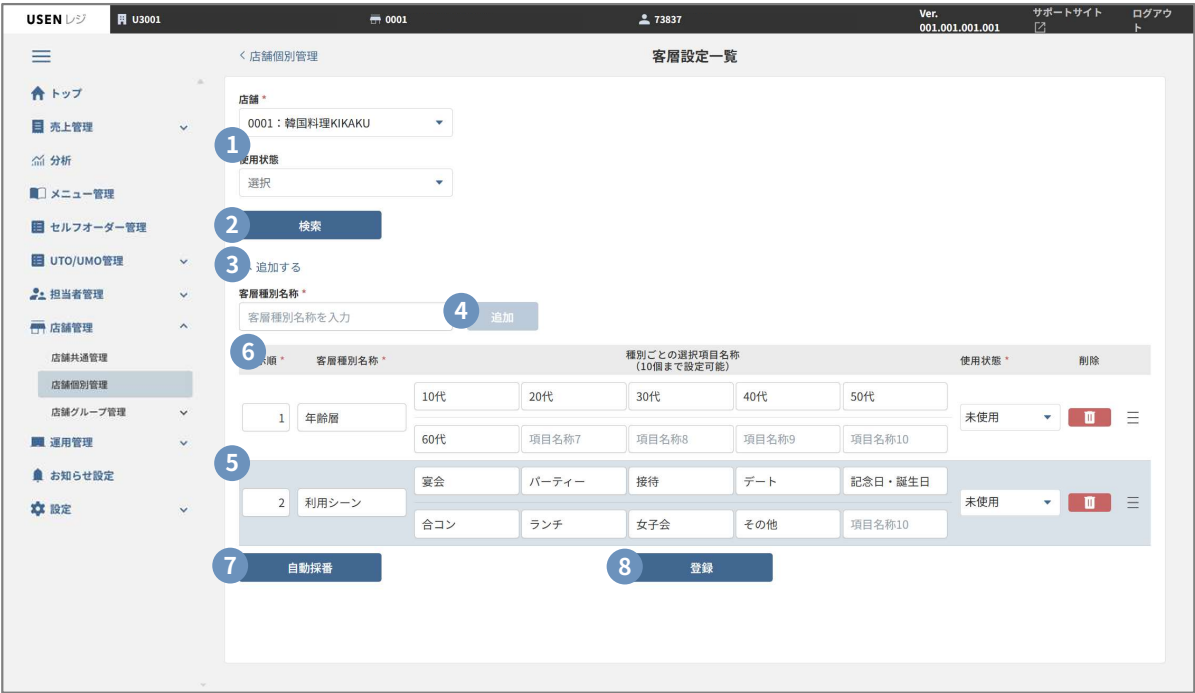 USEN レジ
U3001
0001
73837
Ver.
001.001.001.001
サポートサイト
ログアウ
ト
トップ
売上管理
分析
メニュー管理
セルフオーダー管理
UTO/UMO管理
担当者管理
店舗管理
店舗共通管理
店舗個別管理
店舗グループ管理
運用管理
お知らせ設定
設定
< 店舗個別管理
客層設定一覧
店舗 *
0001：韓国料理KIKAKU
1
使用状態
選択
2
検索
3
追加する
客層種別名称 *
客層種別名称を入力
4
追加
6
順 *
客層種別名称 *
種別ごとの選択項目名称
(10個まで設定可能)
使用状態 *
削除
1
年齢層
10代
20代
30代
40代
50代
60代
項目名称7
項目名称8
項目名称9
項目名称10
未使用
5
2
利用シーン
宴会
パーティー
接待
デート
記念日・誕生日
合コン
ランチ
女子会
その他
項目名称10
未使用
7
自動採番
8
登録